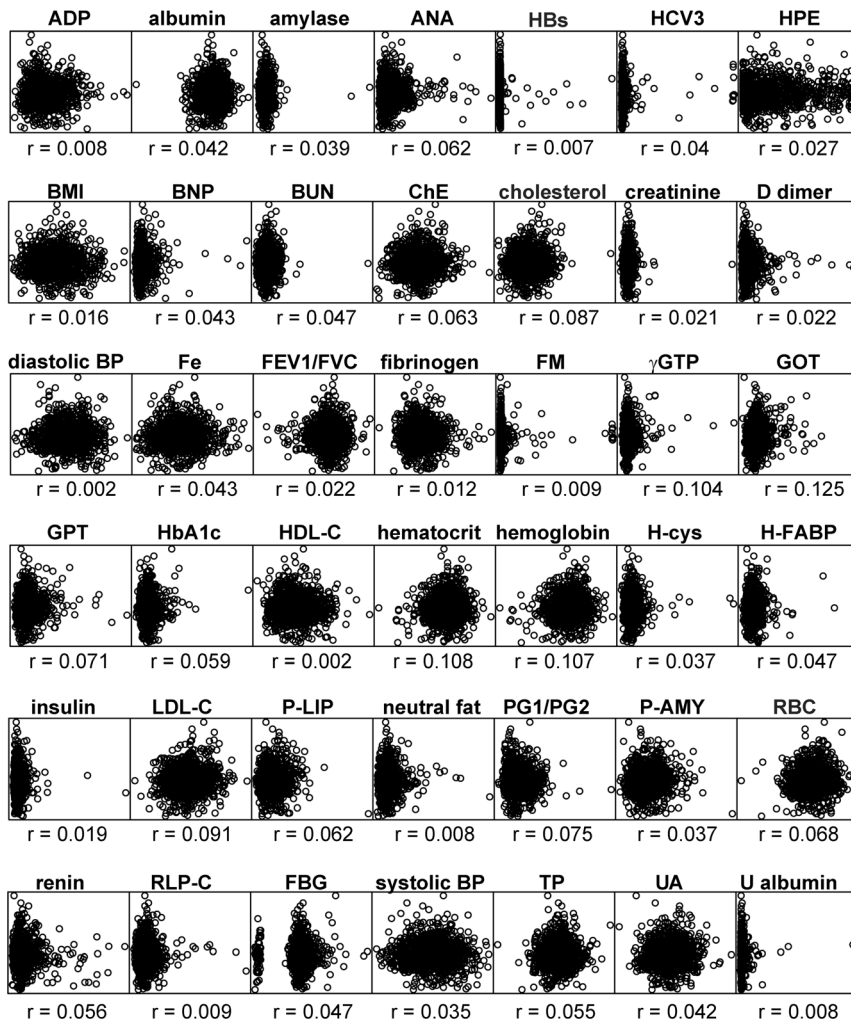 ADP albumin amylase ANA HBs HCV3 HPE
r = 0.008 r = 0.042 r = 0.039 r = 0.062 r = 0.007 r = 0.04 r = 0.027
BMI BNP BUN ChE cholesterol creatinine D dimer
r = 0.016 r = 0.043 r = 0.047 r = 0.063 r = 0.087 r = 0.021 r = 0.022
diastolic BP Fe FEV1/FVC fibrinogen FM γGTP GOT
r = 0.002 r = 0.043 r = 0.022 r = 0.012 r = 0.009 r = 0.104 r = 0.125
GPT HbA1c HDL-C hematocrit hemoglobin H-cys H-FABP
r = 0.071 r = 0.059 r = 0.002 r = 0.108 r = 0.107 r = 0.037 r = 0.047
insulin LDL-C P-LIP neutral fat PG1/PG2 P-AMY RBC
r = 0.019 r = 0.091 r = 0.062 r = 0.008 r = 0.075 r = 0.037 r = 0.068
renin RLP-C FBG systolic BP TP UA U albumin
r = 0.056 r = 0.009 r = 0.047 r = 0.035 r = 0.055 r = 0.042 r = 0.008